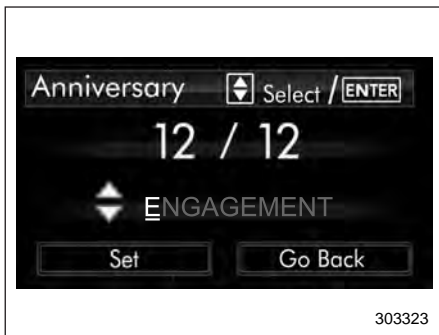 Anniversary Select / ENTER
12 / 12
ENGAGEMENT
Set Go Back
303323